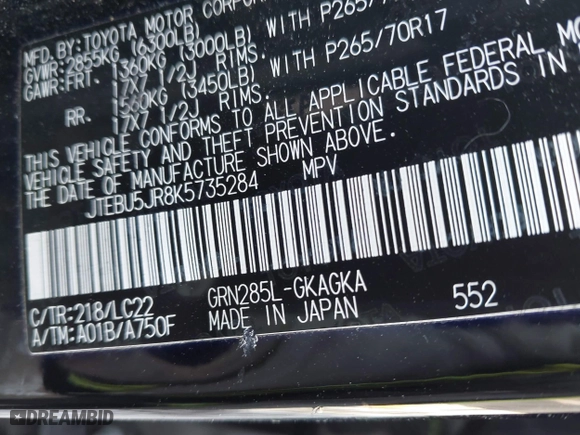 MFD.BY:TOYOTA MOTOR
GVWR:2855KG (6300LB)
GAWR:FRT. 1360KG (3000LB) WITH P265/
17X7 1/2J RIMS.
RR. 1560KG (3450LB) WITH P265/70R17
17X7 1/2J RIMS.
THIS VEHICLE CONFORMS TO ALL APPLICABLE FEDERAL
VEHICLE SAFETY AND THEFT PREVENTION STANDARDS IN
THE DATE OF MANUFACTURE SHOWN ABOVE.
JTEBU5JR8K5735284 MPV
C/TR:218/LC22 GRN285L-GKAGKA 552
A/TM:A01B/A750F MADE IN JAPAN
DREAMBID